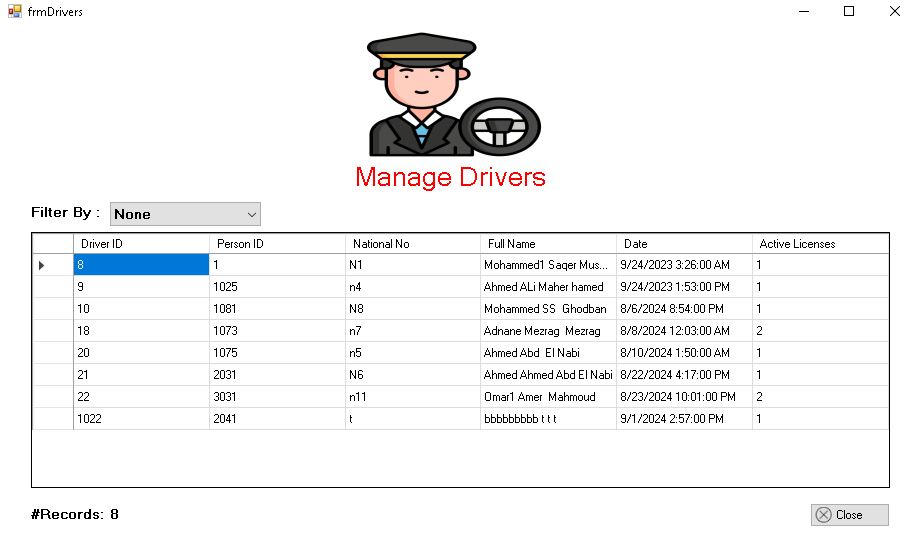 frmDrivers
Manage Drivers
Filter By : None
Driver ID Person ID National No Full Name Date Active Licenses
8 1 N1 Mohammed1 Saqer Mus... 9/24/2023 3:26:00 AM 1
9 1025 n4 Ahmed ALi Maher hamed 9/24/2023 1:53:00 PM 1
10 1081 N8 Mohammed SS  Ghodban 8/6/2024 8:54:00 PM 1
18 1073 n7 Adnane Mezrag  Mezrag 8/8/2024 12:03:00 AM 2
20 1075 n5 Ahmed Abd  El Nabi 8/10/2024 1:50:00 AM 1
21 2031 N6 Ahmed Ahmed Abd El Nabi 8/22/2024 4:17:00 PM 1
22 3031 n11 Omar1 Amer  Mahmoud 8/23/2024 10:01:00 PM 2
1022 2041 t bbbbbbbbb t t t 9/1/2024 2:57:00 PM 1
#Records: 8
Close